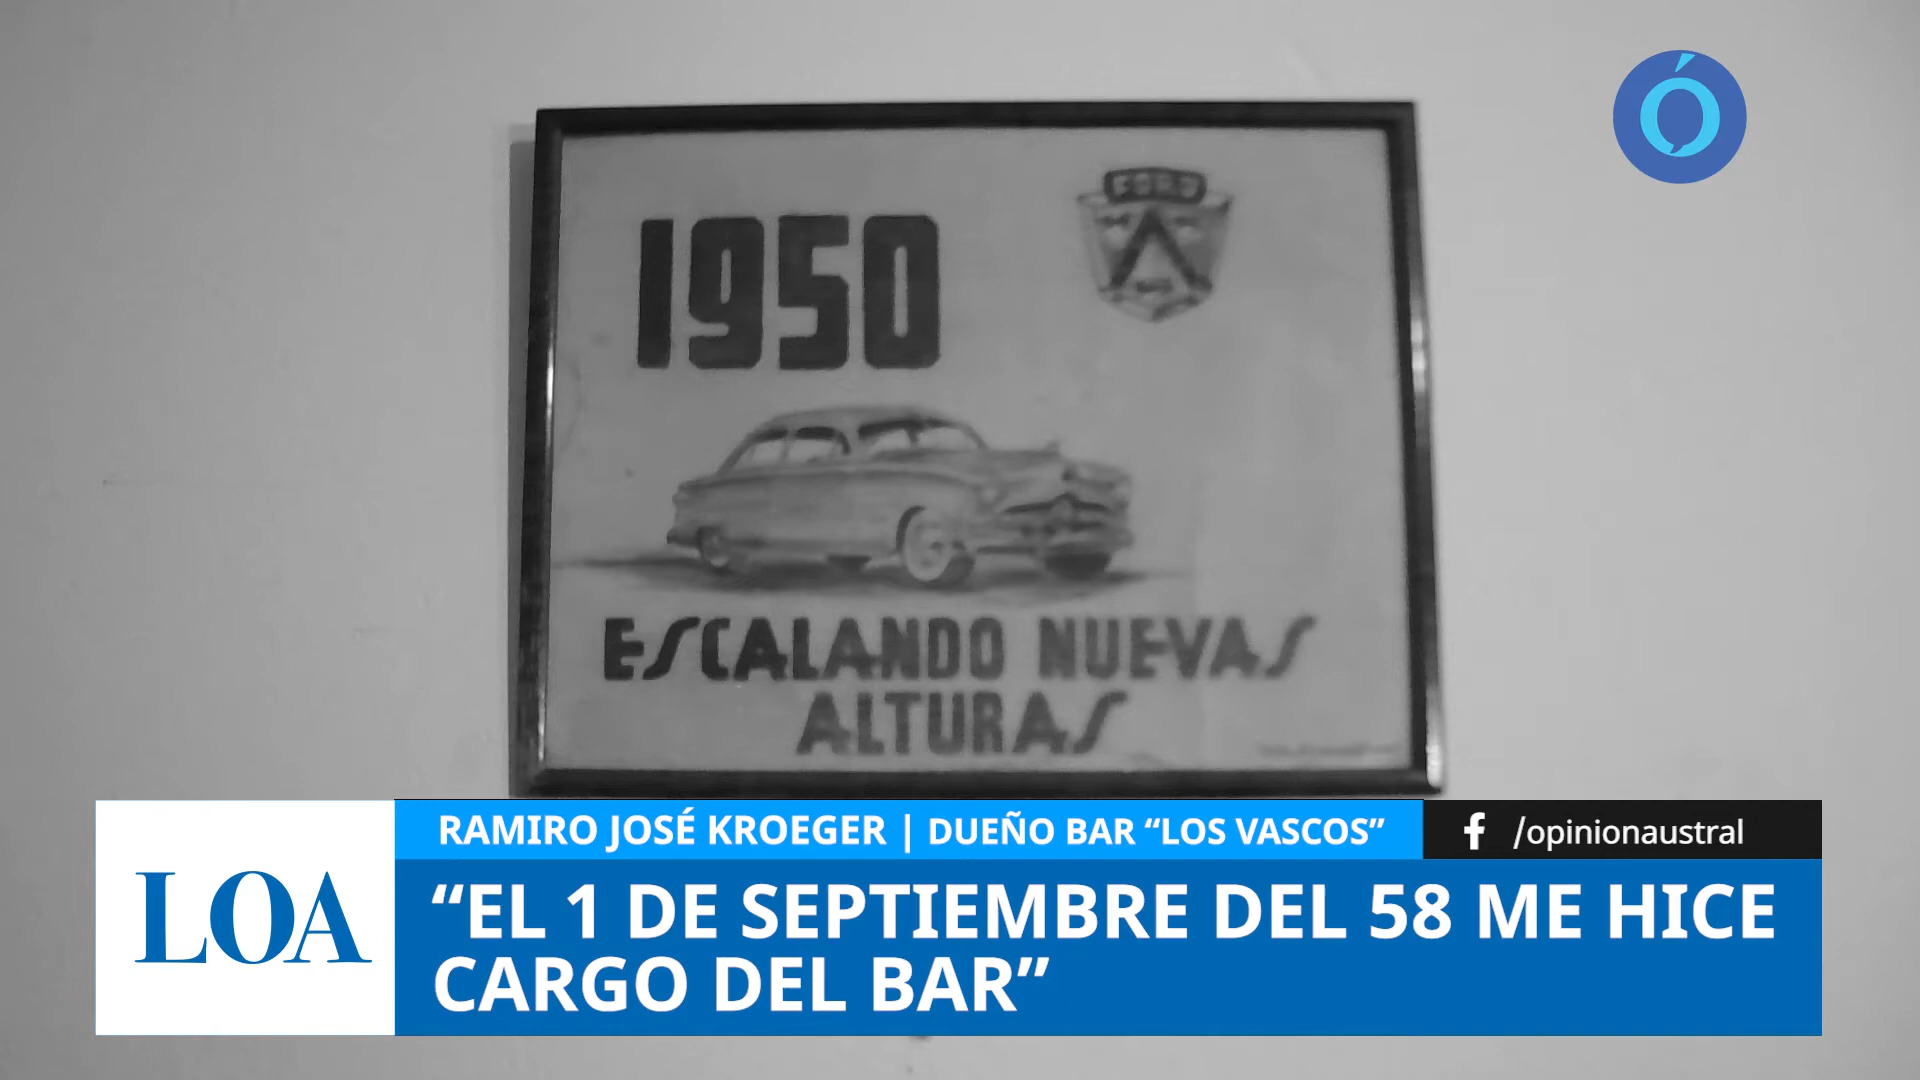 Ó
FORD
1950
ESCALANDO NUEVAS
ALTURAS
RAMIRO JOSÉ KROEGER | DUEÑO BAR “LOS VASCOS”
/opinionaustral
LOA
“EL 1 DE SEPTIEMBRE DEL 58 ME HICE
CARGO DEL BAR”